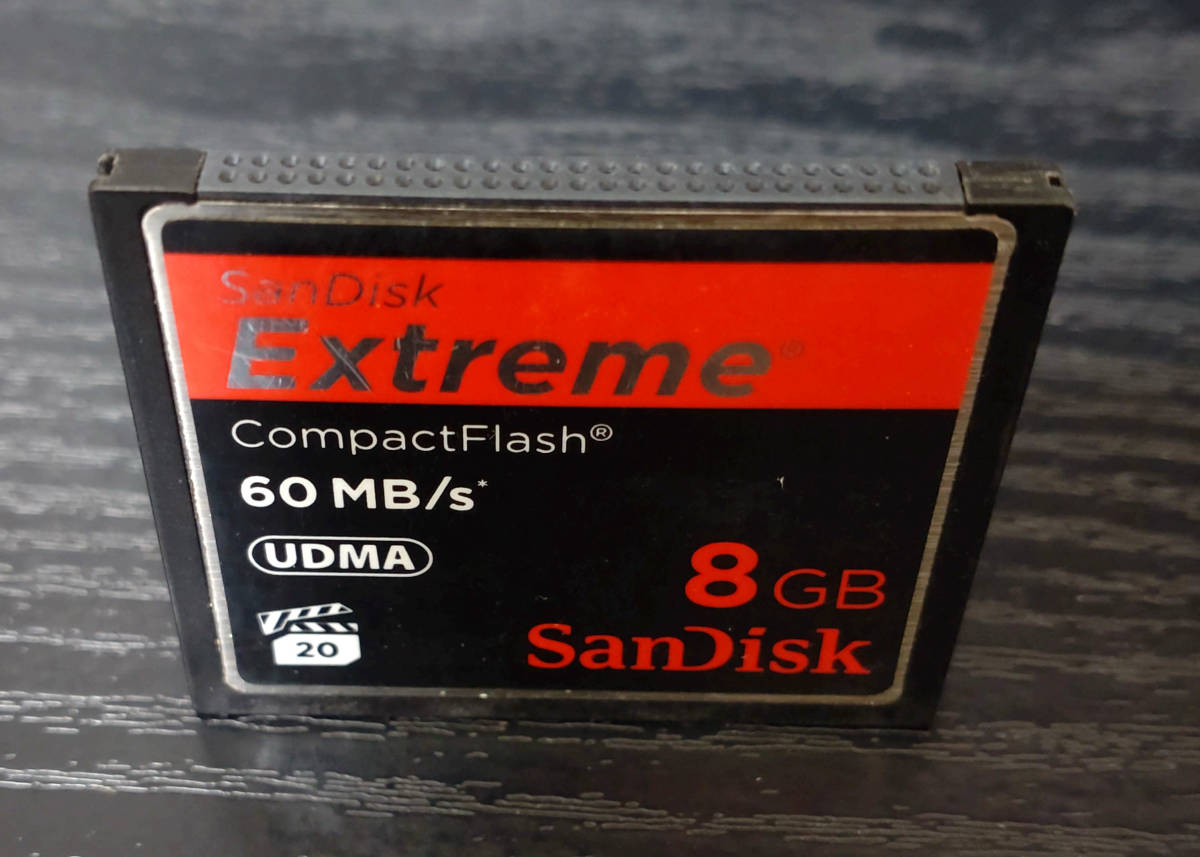 SanDisk
Extreme®
CompactFlash®
60 MB/s*
UDMA
20
8 GB
SanDisk